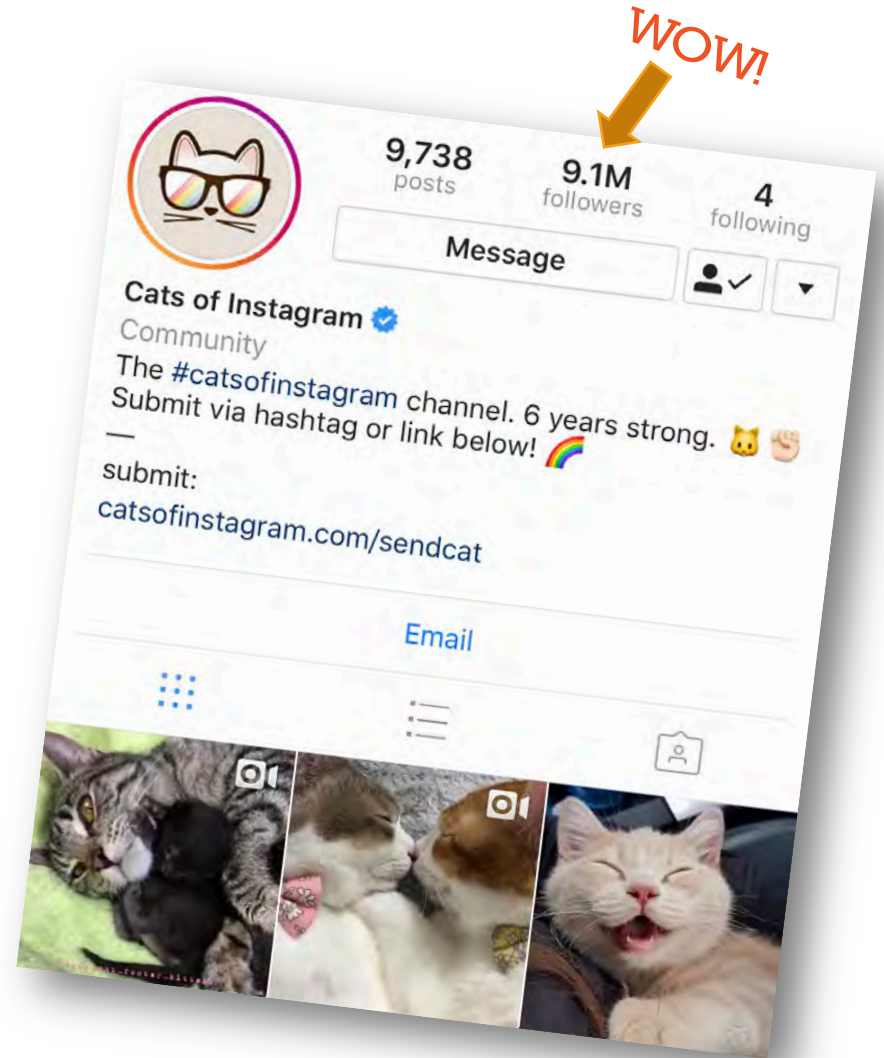 WOW!
9,738
posts
9.1M
followers
4
following
Message
Cats of Instagram
Community
The #catsofinstagram channel. 6 years strong. 🐱 ✊🏻
Submit via hashtag or link below! 🌈
—
submit:
catsofinstagram.com/sendcat
Email